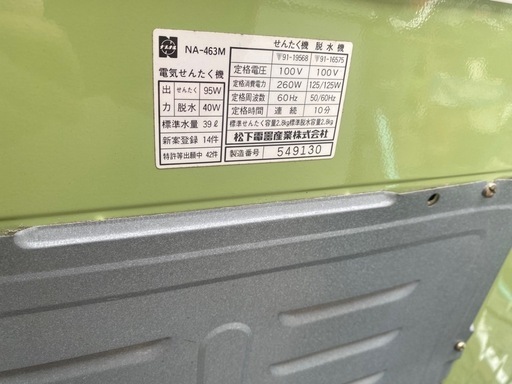 NA-463M
せんたく機 脱水機
〒91-19568 〒91-16575
電気せんたく機
定格電圧 100V 100V
定格消費電力 260W 125/125W
定格周波数 60Hz 50/60Hz
定格時間 連続 10分
標準せんたく容量2.8kg標準脱水容量2.8kg
出力 せんたく 95W
脱水 40W
標準水量 39ℓ
新案登録 14件
特許等出願中 42件
松下電器産業株式会社
製造番号 549130